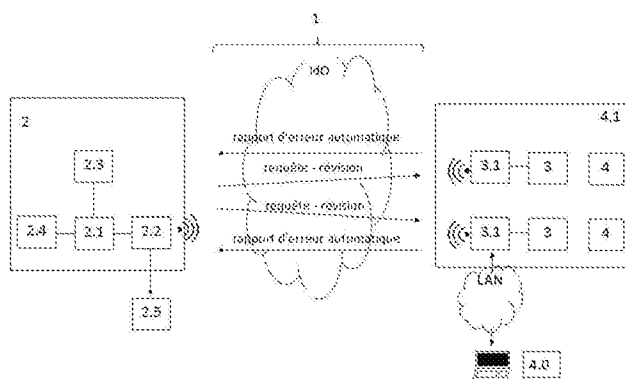 1
IdO
2
4.1
rapport d'erreur automatique
requête - révision
requête - révision
rapport d'erreur automatique
2.3
2.4
2.1
2.2
2.5
3.1
3
4
3.1
3
4
LAN
4.0